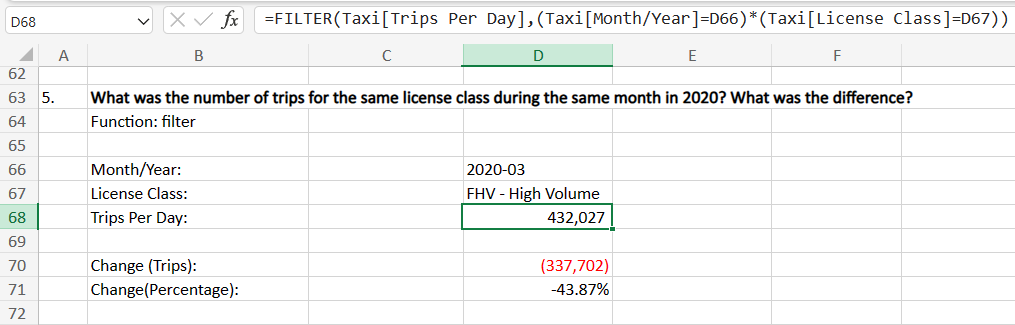 D68 fx =FILTER(Taxi[Trips Per Day],(Taxi[Month/Year]=D66)*(Taxi[License Class]=D67))
A B C D E F
62
63 5. What was the number of trips for the same license class during the same month in 2020? What was the difference?
64 Function: filter
65
66 Month/Year: 2020-03
67 License Class: FHV - High Volume
68 Trips Per Day: 432,027
69
70 Change (Trips): (337,702)
71 Change(Percentage): -43.87%
72